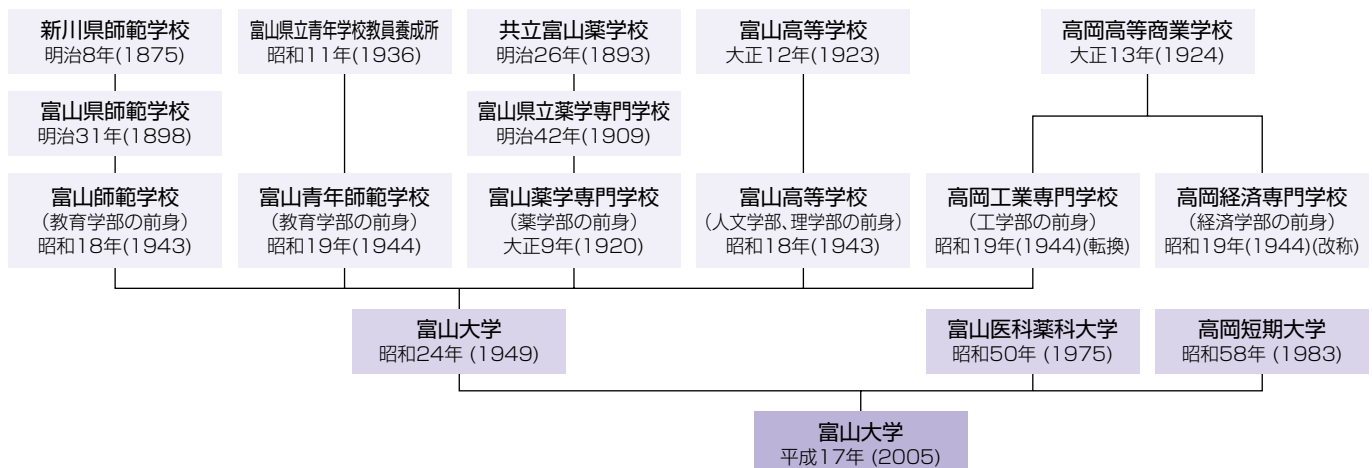 新川県師範学校
明治8年(1875)
富山県立青年学校教員養成所
昭和11年(1936)
共立富山薬学校
明治26年(1893)
富山高等学校
大正12年(1923)
高岡高等商業学校
大正13年(1924)
富山県師範学校
明治31年(1898)
富山県立薬学専門学校
明治42年(1909)
富山師範学校
(教育学部の前身)
昭和18年(1943)
富山青年師範学校
(教育学部の前身)
昭和19年(1944)
富山薬学専門学校
(薬学部の前身)
大正9年(1920)
富山高等学校
(人文学部、理学部の前身)
昭和18年(1943)
高岡工業専門学校
(工学部の前身)
昭和19年(1944)(転換)
高岡経済専門学校
(経済学部の前身)
昭和19年(1944)(改称)
富山大学
昭和24年 (1949)
富山医科薬科大学
昭和50年 (1975)
高岡短期大学
昭和58年 (1983)
富山大学
平成17年 (2005)